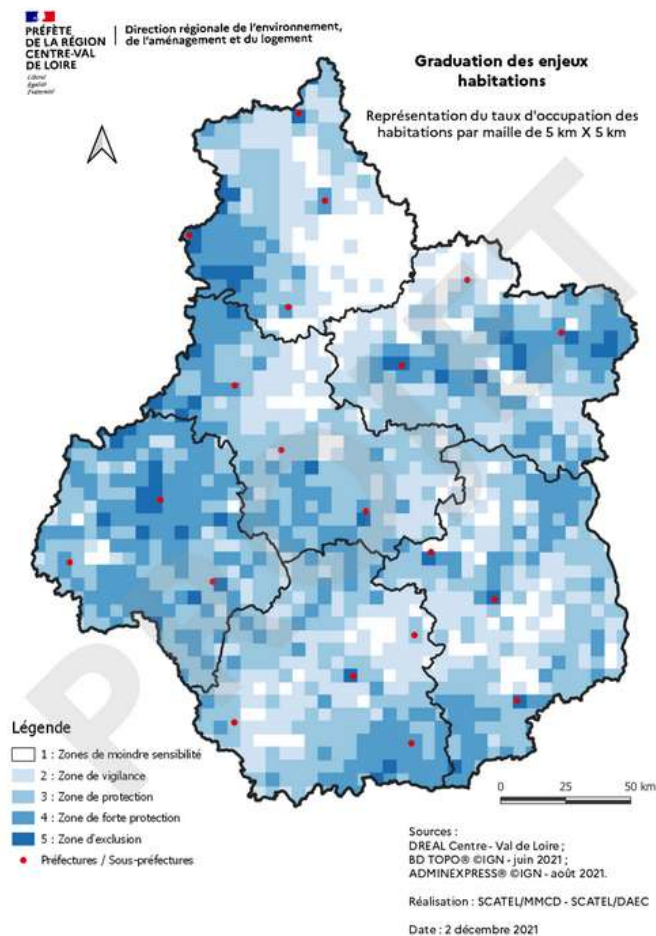 PRÉFÈTE
DE LA RÉGION
CENTRE-VAL
DE LOIRE
Liberté
Égalité
Fraternité
Direction régionale de l'environnement,
de l'aménagement et du logement
Graduation des enjeux
habitations
Représentation du taux d'occupation des
habitations par maille de 5 km X 5 km
PROJET
Légende
1 : Zones de moindre sensibilité
2 : Zone de vigilance
3 : Zone de protection
4 : Zone de forte protection
5 : Zone d'exclusion
Préfectures / Sous-préfectures
0 25 50 km
Sources :
DREAL Centre - Val de Loire ;
BD TOPO® ©IGN - juin 2021 ;
ADMINEXPRESS® ©IGN - août 2021.
Réalisation : SCATEL/MMCD - SCATEL/DAEC
Date : 2 décembre 2021